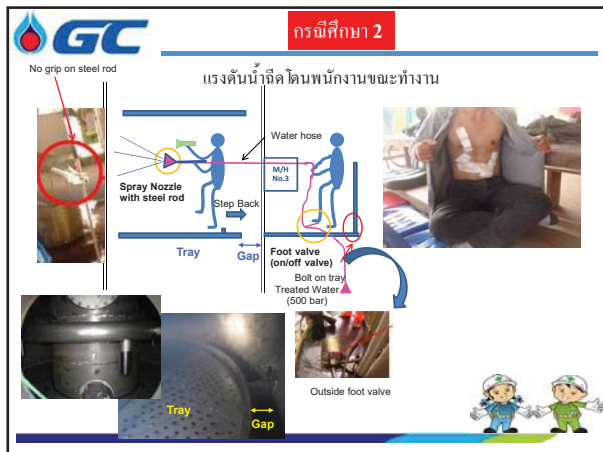 GC
กรณีศึกษา 2
แรงดันน้ำฉีดโดนพนักงานขณะทำงาน
No grip on steel rod
Water hose
M/H
No.3
Spray Nozzle
with steel rod
Step Back
Tray
Gap
Foot valve
(on/off valve)
Bolt on tray
Treated Water
(500 bar)
Outside foot valve
Tray
Gap